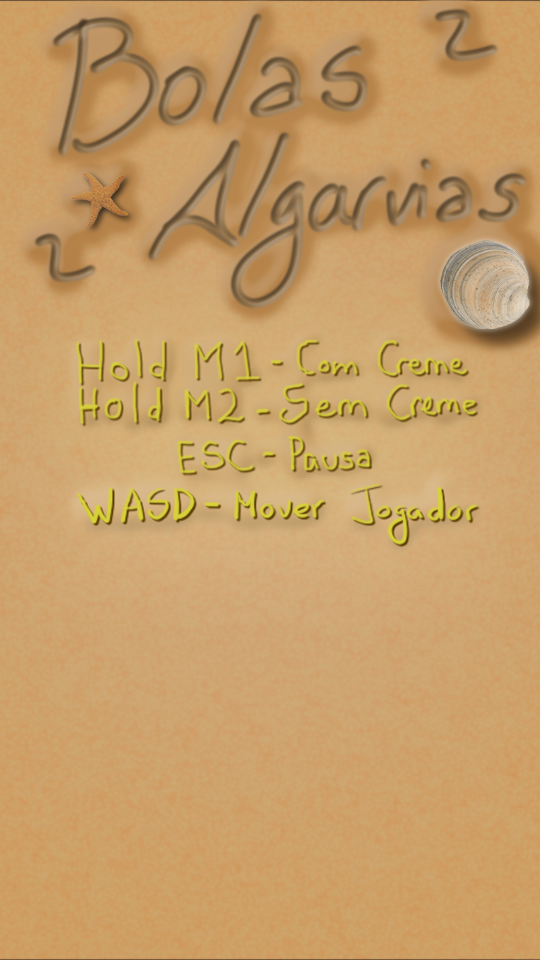 Bolas 2
2 Algarvias
Hold M1 - Com Creme
Hold M2 - Sem Creme
ESC - Pausa
WASD - Mover Jogador